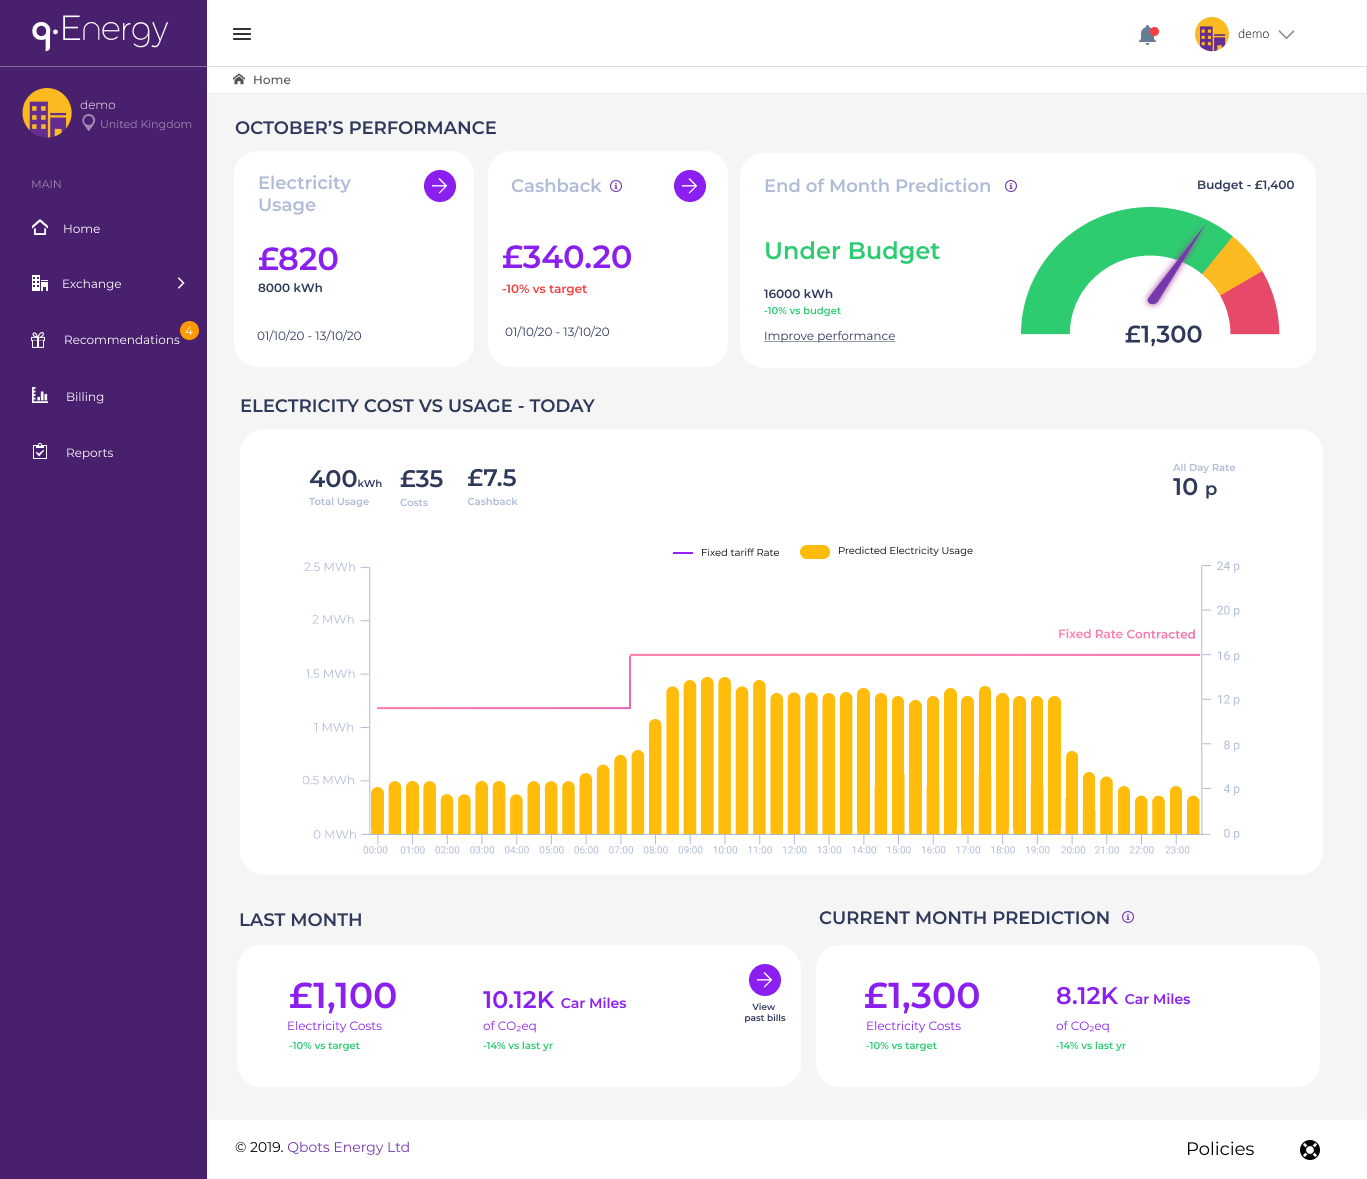 q·Energy
demo
demo
United Kingdom
MAIN
Home
Exchange
Recommendations
4
Billing
Reports
Home
OCTOBER’S PERFORMANCE
Electricity
Usage
£820
8000 kWh
01/10/20 - 13/10/20
Cashback
£340.20
-10% vs target
01/10/20 - 13/10/20
End of Month Prediction
Budget - £1,400
Under Budget
16000 kWh
-10% vs budget
Improve performance
£1,300
ELECTRICITY COST VS USAGE - TODAY
400kWh
Total Usage
£35
Costs
£7.5
Cashback
All Day Rate
10 p
Fixed tariff Rate
Predicted Electricity Usage
2.5 MWh
2 MWh
1.5 MWh
1 MWh
0.5 MWh
0 MWh
Fixed Rate Contracted
24 p
20 p
16 p
12 p
8 p
4 p
0 p
00:00 01:00 02:00 03:00 04:00 05:00 06:00 07:00 08:00 09:00 10:00 11:00 12:00 13:00 14:00 15:00 16:00 17:00 18:00 19:00 20:00 21:00 22:00 23:00
LAST MONTH
£1,100
Electricity Costs
-10% vs target
10.12K Car Miles
of CO₂eq
-14% vs last yr
View
past bills
CURRENT MONTH PREDICTION
£1,300
Electricity Costs
-10% vs target
8.12K Car Miles
of CO₂eq
-14% vs last yr
© 2019. Qbots Energy Ltd
Policies